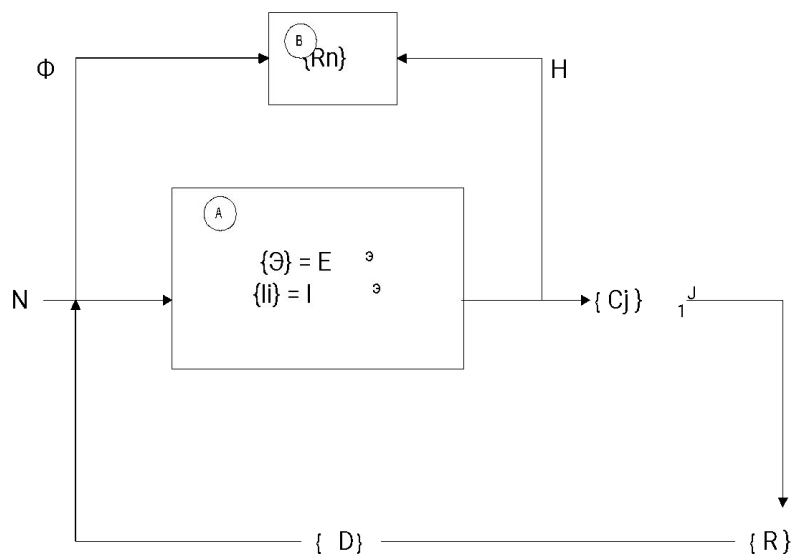 B
{Rn}
Ф
H
A
{Э} = E э
{Ii} = I э
N
{ Cj } J
1
{ D}
{ R }